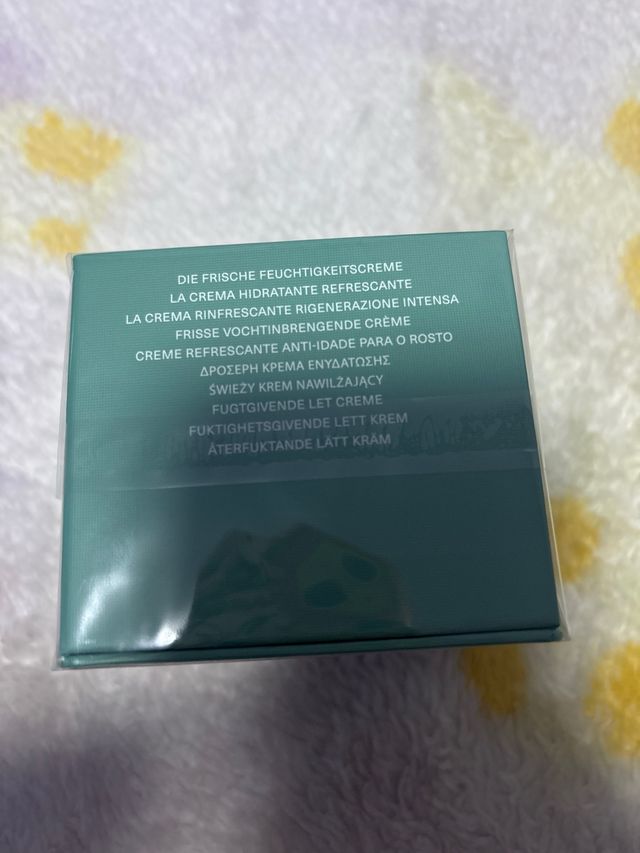 DIE FRISCHE FEUCHTIGKEITSCREME
LA CREMA HIDRATANTE REFRESCANTE
LA CREMA RINFRESCANTE RIGENERAZIONE INTENSA
FRISSE VOCHTINBRENGENDE CRÈME
CREME REFRESCANTE ANTI-IDADE PARA O ROSTO
ΔΡΟΣΕΡΗ ΚΡΕΜΑ ΕΝΥΔΑΤΩΣΗΣ
ŚWIEŻY KREM NAWILŻAJĄCY
FUGTGIVENDE LET CREME
FUKTIGHETSGIVENDE LETT KREM
ÅTERFUKTANDE LÄTT KRÄM